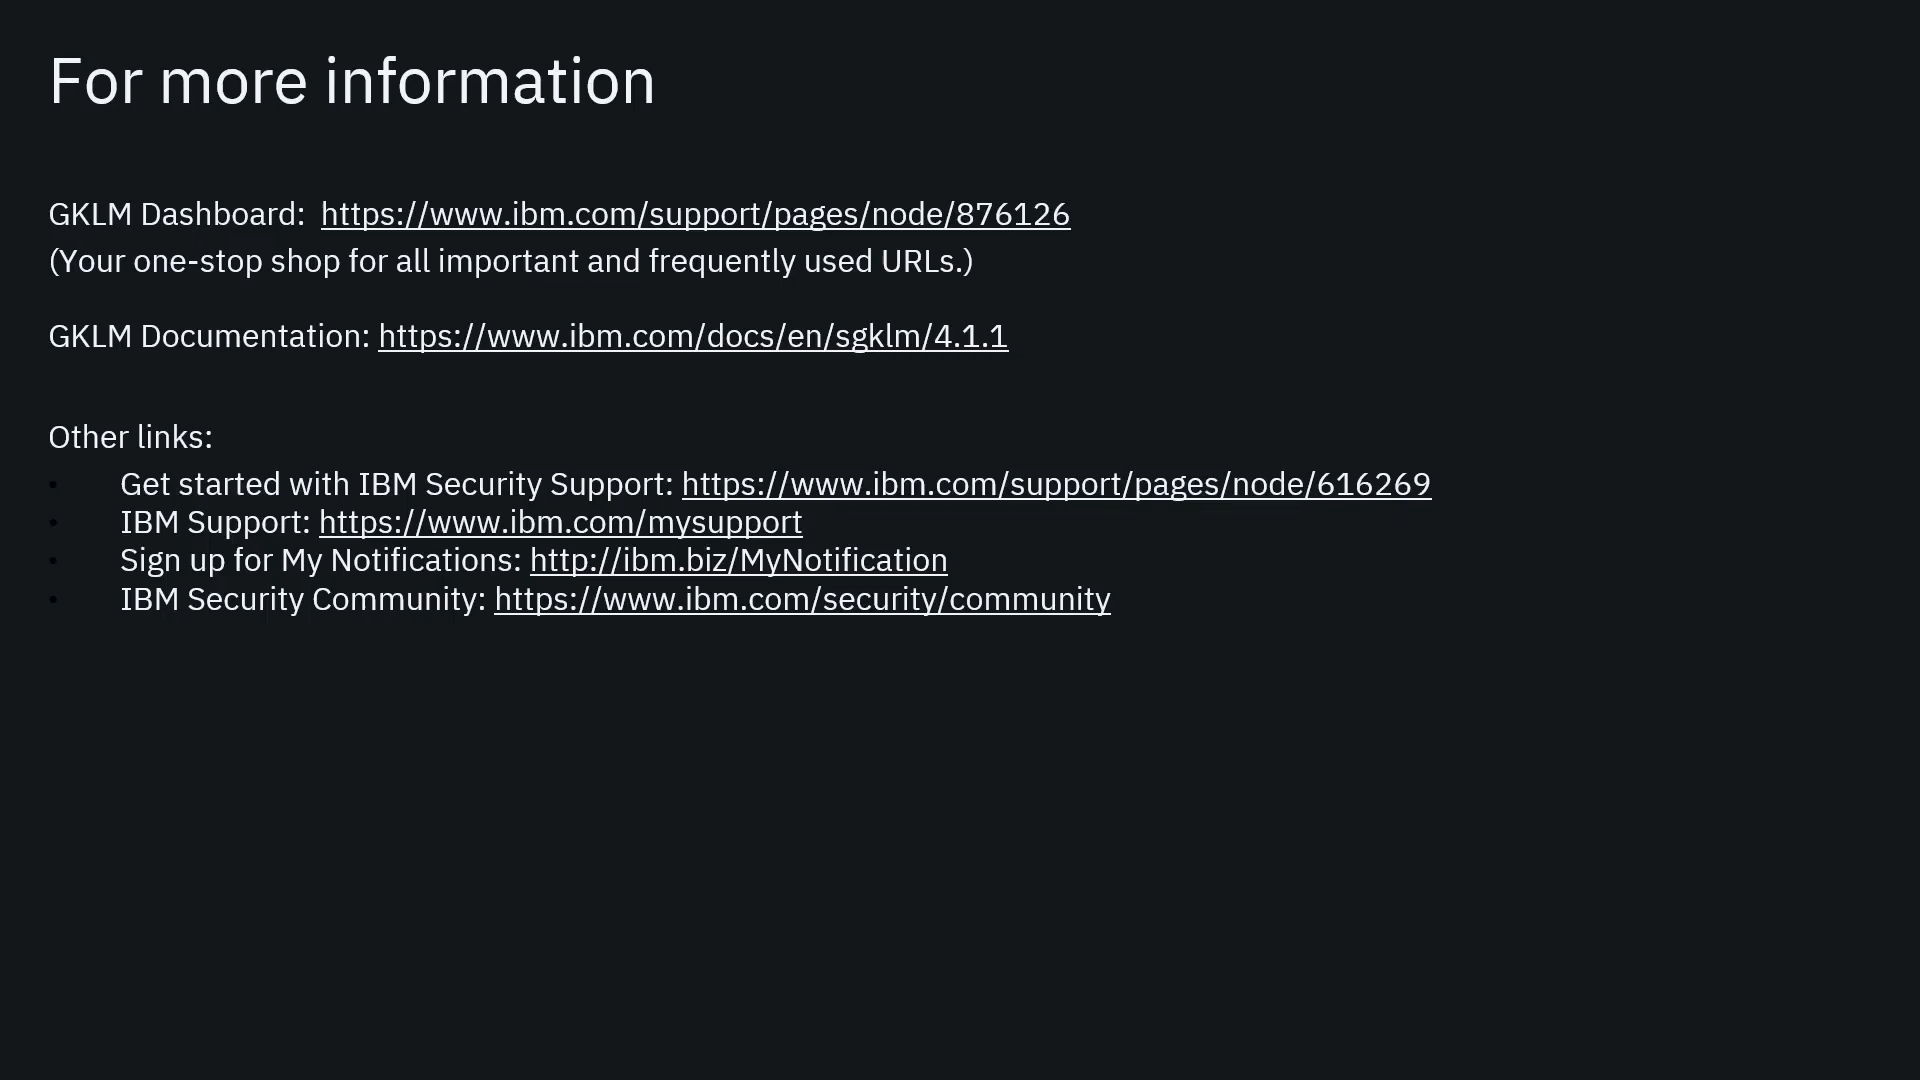 For more information
GKLM Dashboard:  https://www.ibm.com/support/pages/node/876126
(Your one-stop shop for all important and frequently used URLs.)
GKLM Documentation: https://www.ibm.com/docs/en/sgklm/4.1.1
Other links:
• Get started with IBM Security Support: https://www.ibm.com/support/pages/node/616269
• IBM Support: https://www.ibm.com/mysupport
• Sign up for My Notifications: http://ibm.biz/MyNotification
• IBM Security Community: https://www.ibm.com/security/community